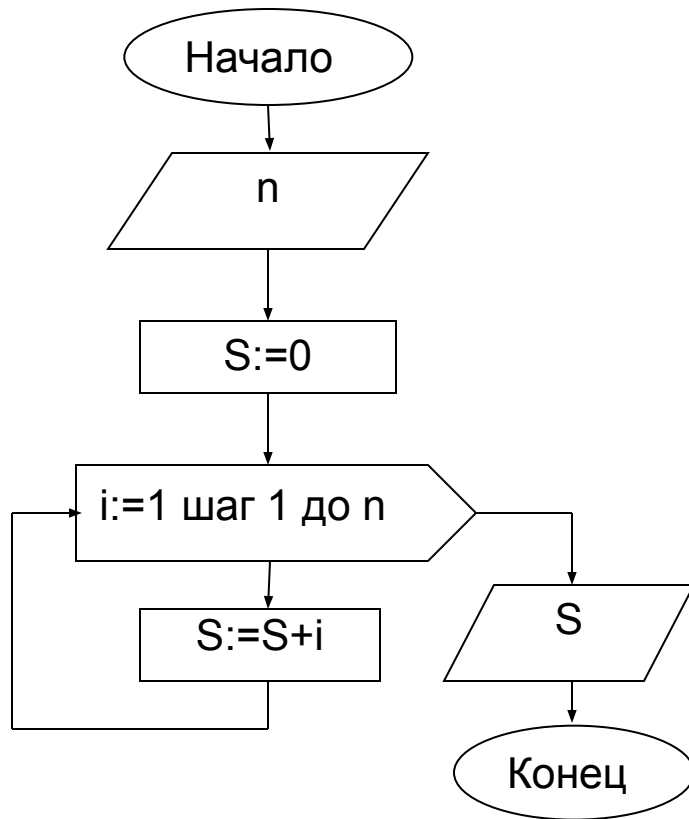 Начало
n
S:=0
i:=1 шаг 1 до n
S:=S+i
S
Конец